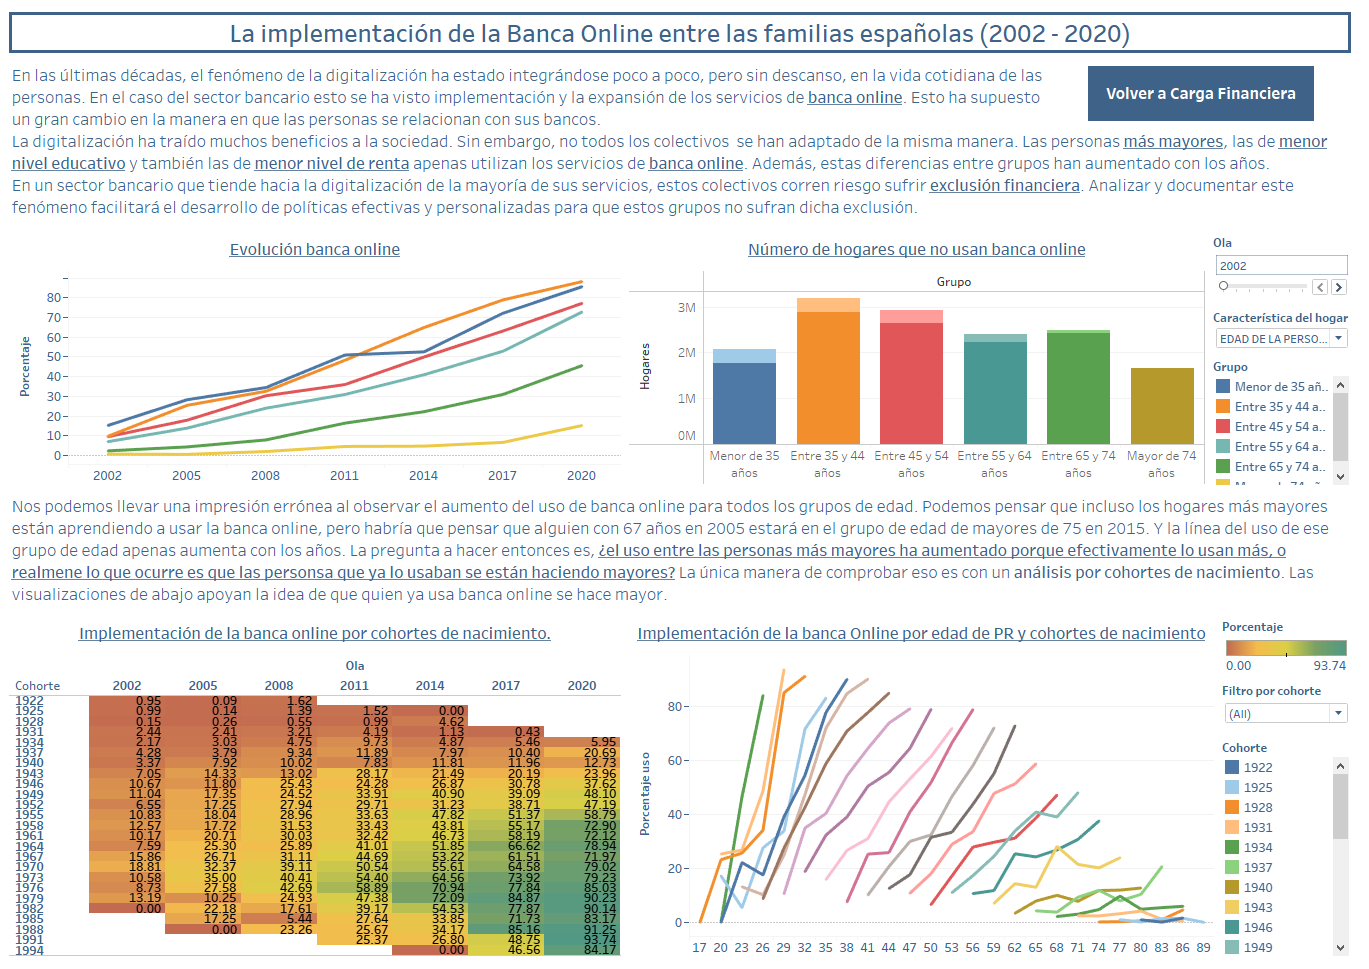 La implementación de la Banca Online entre las familias españolas (2002 - 2020)
En las últimas décadas, el fenómeno de la digitalización ha estado integrándose poco a poco, pero sin descanso, en la vida cotidiana de las
personas. En el caso del sector bancario esto se ha visto implementación y la expansión de los servicios de banca online. Esto ha supuesto
un gran cambio en la manera en que las personas se relacionan con sus bancos.
Volver a Carga Financiera
La digitalización ha traído muchos beneficios a la sociedad. Sin embargo, no todos los colectivos  se han adaptado de la misma manera. Las personas más mayores, las de menor
nivel educativo y también las de menor nivel de renta apenas utilizan los servicios de banca online. Además, estas diferencias entre grupos han aumentado con los años.
En un sector bancario que tiende hacia la digitalización de la mayoría de sus servicios, estos colectivos corren riesgo sufrir exclusión financiera. Analizar y documentar este
fenómeno facilitará el desarrollo de políticas efectivas y personalizadas para que estos grupos no sufran dicha exclusión.
Evolución banca online
Porcentaje
80
70
60
50
40
30
20
10
0
2002 2005 2008 2011 2014 2017 2020
Número de hogares que no usan banca online
Grupo
Hogares
3M
2M
1M
0M
Menor de 35 años
Entre 35 y 44 años
Entre 45 y 54 años
Entre 55 y 64 años
Entre 65 y 74 años
Mayor de 74 años
Ola
2002
Característica del hogar
EDAD DE LA PERSO...
Grupo
Menor de 35 añ..
Entre 35 y 44 a..
Entre 45 y 54 a..
Entre 55 y 64 a..
Entre 65 y 74 a..
Nos podemos llevar una impresión errónea al observar el aumento del uso de banca online para todos los grupos de edad. Podemos pensar que incluso los hogares más mayores
están aprendiendo a usar la banca online, pero habría que pensar que alguien con 67 años en 2005 estará en el grupo de edad de mayores de 75 en 2015. Y la línea del uso de ese
grupo de edad apenas aumenta con los años. La pregunta a hacer entonces es, ¿el uso entre las personas más mayores ha aumentado porque efectivamente lo usan más, o
realmene lo que ocurre es que las personsa que ya lo usaban se están haciendo mayores? La única manera de comprobar eso es con un análisis por cohortes de nacimiento. Las
visualizaciones de abajo apoyan la idea de que quien ya usa banca online se hace mayor.
Implementación de la banca online por cohortes de nacimiento.
Ola
Cohorte 2002 2005 2008 2011 2014 2017 2020
1922 0.95 0.09 1.62
1925 0.99 0.14 1.39 1.52 0.00
1928 0.15 0.26 0.55 0.99 4.62
1931 2.44 2.41 3.21 4.19 1.13 0.43
1934 2.17 3.03 4.75 9.73 4.87 5.46 5.95
1937 4.28 3.79 9.34 11.89 7.97 10.40 20.69
1940 3.37 7.92 10.02 7.83 11.81 11.96 12.73
1943 7.05 14.33 13.02 28.17 21.49 20.19 23.96
1946 10.67 11.80 25.43 24.28 26.87 30.78 37.62
1949 11.04 17.35 24.52 33.91 40.90 39.09 48.10
1952 6.55 17.25 27.94 29.71 31.23 38.71 47.19
1955 10.83 18.04 28.96 33.63 47.82 51.37 58.79
1958 12.57 17.72 31.53 33.43 43.81 55.17 72.90
1961 10.17 20.71 30.03 32.42 46.73 58.19 72.12
1964 7.59 25.30 25.89 41.01 51.85 66.62 78.94
1967 15.86 26.71 31.11 44.69 53.22 61.51 71.97
1970 18.81 32.37 39.11 50.54 55.61 64.68 79.02
1973 10.58 35.00 40.41 54.40 64.56 73.92 79.23
1976 8.73 27.58 42.69 58.89 70.94 77.84 85.03
1979 13.19 10.25 24.93 47.38 72.09 84.87 90.23
1982 0.00 22.18 17.61 39.17 54.53 77.87 90.14
1985 17.25 5.44 27.64 33.85 71.73 83.17
1988 0.00 23.26 25.67 34.17 85.16 91.25
1991 25.37 26.80 48.75 93.74
1994 0.00 46.56 84.17
Implementación de la banca Online por edad de PR y cohortes de nacimiento
Porcentaje uso
80
60
40
20
0
17 20 23 26 29 32 35 38 41 44 47 50 53 56 59 62 65 68 71 74 77 80 83 86 89
Porcentaje
0.00 93.74
Filtro por cohorte
(All)
Cohorte
1922
1925
1928
1931
1934
1937
1940
1943
1946
1949